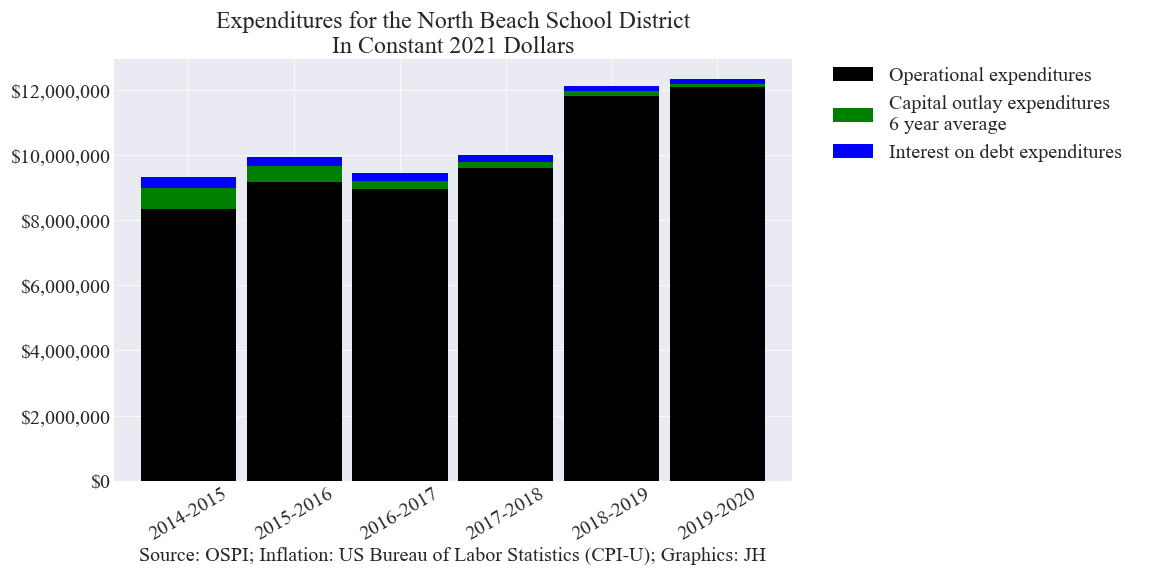 Expenditures for the North Beach School District
In Constant 2021 Dollars
$12,000,000
$10,000,000
$8,000,000
$6,000,000
$4,000,000
$2,000,000
$0
2014-2015
2015-2016
2016-2017
2017-2018
2018-2019
2019-2020
Source: OSPI; Inflation: US Bureau of Labor Statistics (CPI-U); Graphics: JH
Operational expenditures
Capital outlay expenditures
6 year average
Interest on debt expenditures